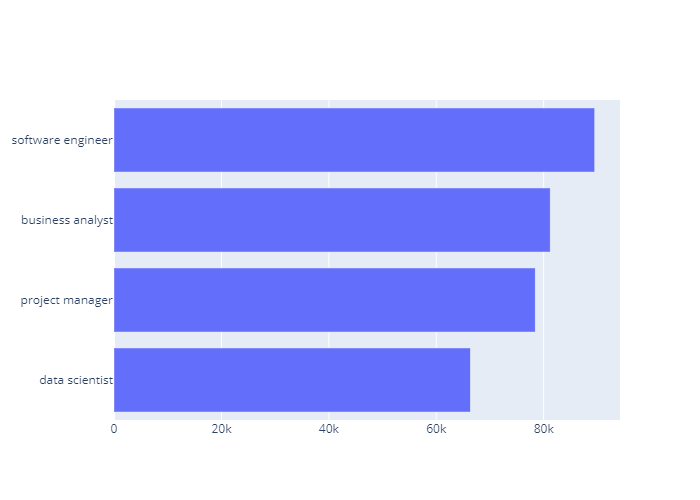 software engineer
business analyst
project manager
data scientist
0 20k 40k 60k 80k